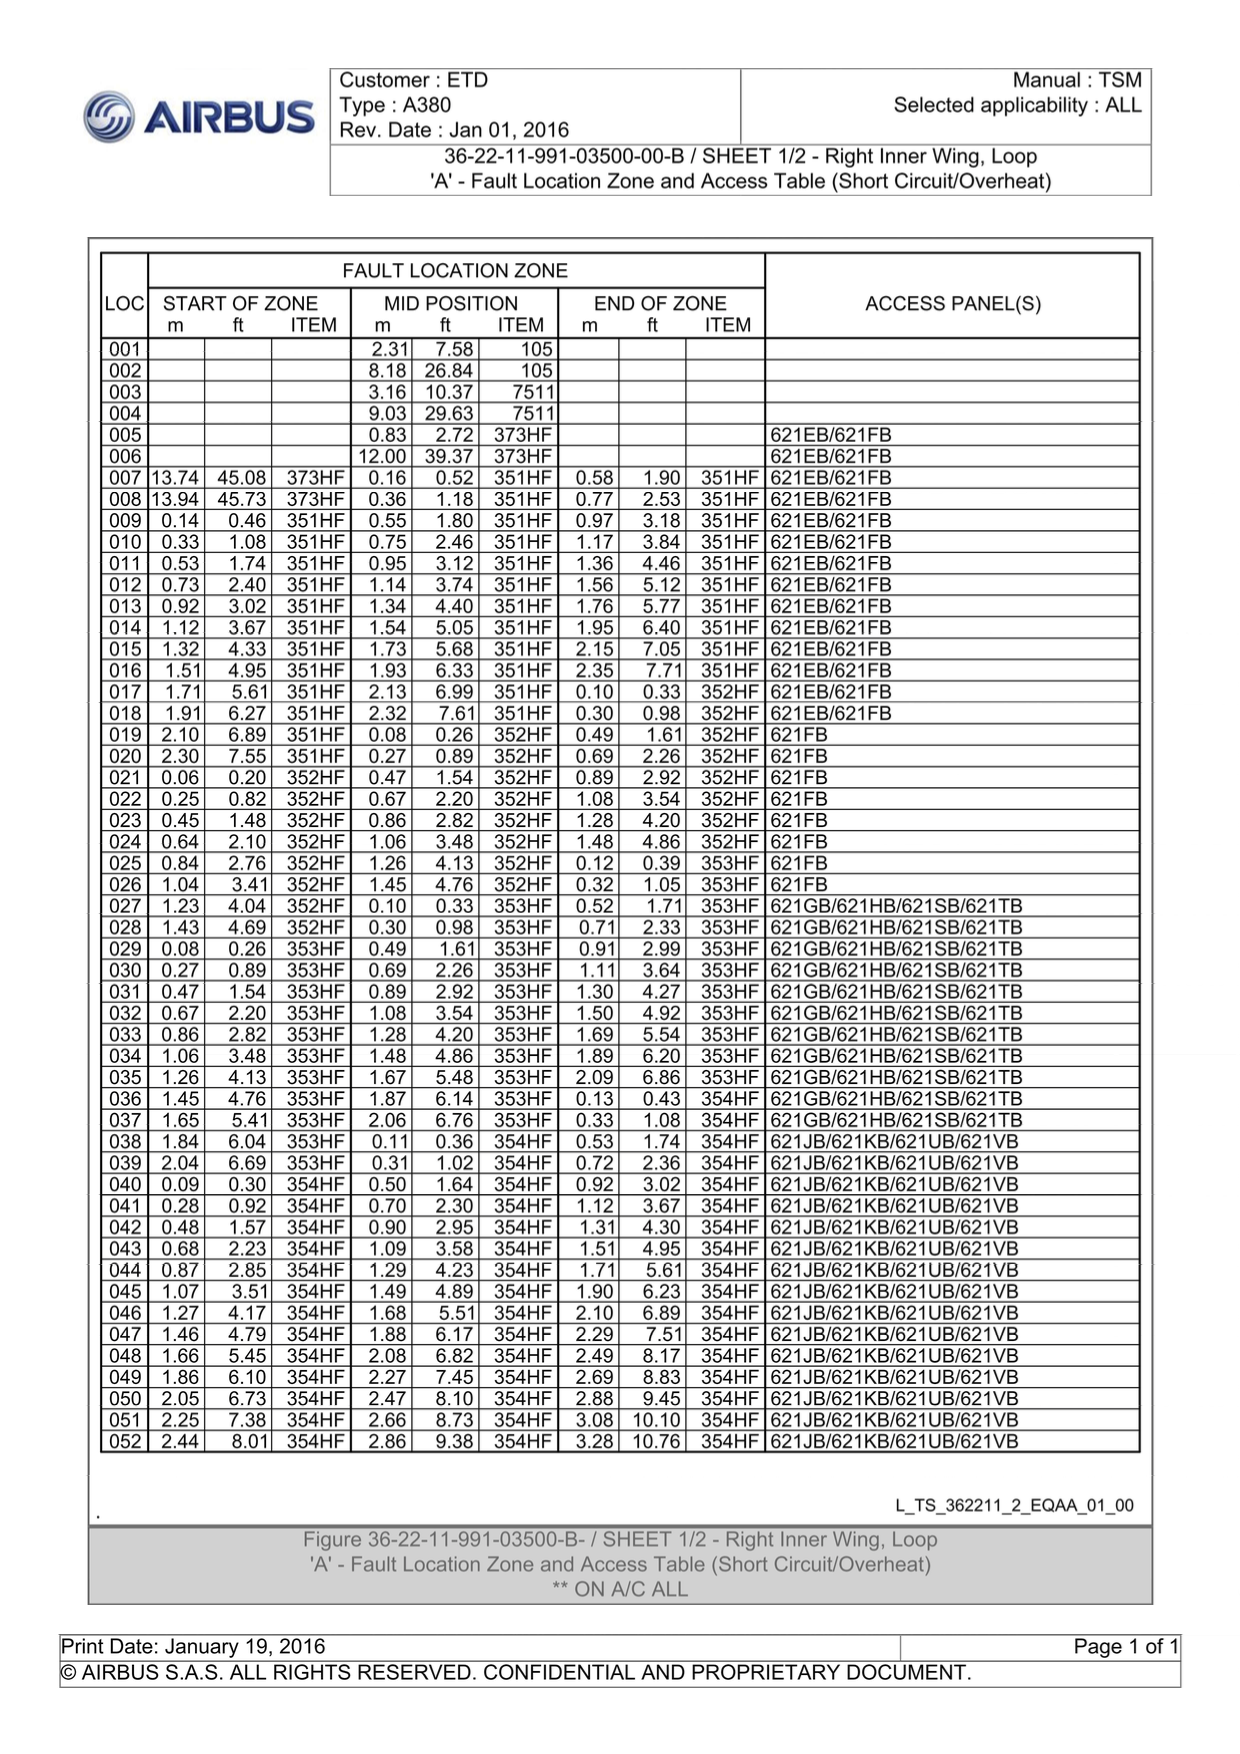 AIRBUS
Customer : ETD
Type : A380
Rev. Date : Jan 01, 2016
Manual : TSM
Selected applicability : ALL
36-22-11-991-03500-00-B / SHEET 1/2 - Right Inner Wing, Loop
'A' - Fault Location Zone and Access Table (Short Circuit/Overheat)
FAULT LOCATION ZONE
LOC START OF ZONE MID POSITION END OF ZONE ACCESS PANEL(S)
m ft ITEM m ft ITEM m ft ITEM
001 2.31 7.58 105
002 8.18 26.84 105
003 3.16 10.37 7511
004 9.03 29.63 7511
005 0.83 2.72 373HF 621EB/621FB
006 12.00 39.37 373HF 621EB/621FB
007 13.74 45.08 373HF 0.16 0.52 351HF 0.58 1.90 351HF 621EB/621FB
008 13.94 45.73 373HF 0.36 1.18 351HF 0.77 2.53 351HF 621EB/621FB
009 0.14 0.46 351HF 0.55 1.80 351HF 0.97 3.18 351HF 621EB/621FB
010 0.33 1.08 351HF 0.75 2.46 351HF 1.17 3.84 351HF 621EB/621FB
011 0.53 1.74 351HF 0.95 3.12 351HF 1.36 4.46 351HF 621EB/621FB
012 0.73 2.40 351HF 1.14 3.74 351HF 1.56 5.12 351HF 621EB/621FB
013 0.92 3.02 351HF 1.34 4.40 351HF 1.76 5.77 351HF 621EB/621FB
014 1.12 3.67 351HF 1.54 5.05 351HF 1.95 6.40 351HF 621EB/621FB
015 1.32 4.33 351HF 1.73 5.68 351HF 2.15 7.05 351HF 621EB/621FB
016 1.51 4.95 351HF 1.93 6.33 351HF 2.35 7.71 351HF 621EB/621FB
017 1.71 5.61 351HF 2.13 6.99 351HF 0.10 0.33 352HF 621EB/621FB
018 1.91 6.27 351HF 2.32 7.61 351HF 0.30 0.98 352HF 621EB/621FB
019 2.10 6.89 351HF 0.08 0.26 352HF 0.49 1.61 352HF 621FB
020 2.30 7.55 351HF 0.27 0.89 352HF 0.69 2.26 352HF 621FB
021 0.06 0.20 352HF 0.47 1.54 352HF 0.89 2.92 352HF 621FB
022 0.25 0.82 352HF 0.67 2.20 352HF 1.08 3.54 352HF 621FB
023 0.45 1.48 352HF 0.86 2.82 352HF 1.28 4.20 352HF 621FB
024 0.64 2.10 352HF 1.06 3.48 352HF 1.48 4.86 352HF 621FB
025 0.84 2.76 352HF 1.26 4.13 352HF 0.12 0.39 353HF 621FB
026 1.04 3.41 352HF 1.45 4.76 352HF 0.32 1.05 353HF 621FB
027 1.23 4.04 352HF 0.10 0.33 353HF 0.52 1.71 353HF 621GB/621HB/621SB/621TB
028 1.43 4.69 352HF 0.30 0.98 353HF 0.71 2.33 353HF 621GB/621HB/621SB/621TB
029 0.08 0.26 353HF 0.49 1.61 353HF 0.91 2.99 353HF 621GB/621HB/621SB/621TB
030 0.27 0.89 353HF 0.69 2.26 353HF 1.11 3.64 353HF 621GB/621HB/621SB/621TB
031 0.47 1.54 353HF 0.89 2.92 353HF 1.30 4.27 353HF 621GB/621HB/621SB/621TB
032 0.67 2.20 353HF 1.08 3.54 353HF 1.50 4.92 353HF 621GB/621HB/621SB/621TB
033 0.86 2.82 353HF 1.28 4.20 353HF 1.69 5.54 353HF 621GB/621HB/621SB/621TB
034 1.06 3.48 353HF 1.48 4.86 353HF 1.89 6.20 353HF 621GB/621HB/621SB/621TB
035 1.26 4.13 353HF 1.67 5.48 353HF 2.09 6.86 353HF 621GB/621HB/621SB/621TB
036 1.45 4.76 353HF 1.87 6.14 353HF 0.13 0.43 354HF 621GB/621HB/621SB/621TB
037 1.65 5.41 353HF 2.06 6.76 353HF 0.33 1.08 354HF 621GB/621HB/621SB/621TB
038 1.84 6.04 353HF 0.11 0.36 354HF 0.53 1.74 354HF 621JB/621KB/621UB/621VB
039 2.04 6.69 353HF 0.31 1.02 354HF 0.72 2.36 354HF 621JB/621KB/621UB/621VB
040 0.09 0.30 354HF 0.50 1.64 354HF 0.92 3.02 354HF 621JB/621KB/621UB/621VB
041 0.28 0.92 354HF 0.70 2.30 354HF 1.12 3.67 354HF 621JB/621KB/621UB/621VB
042 0.48 1.57 354HF 0.90 2.95 354HF 1.31 4.30 354HF 621JB/621KB/621UB/621VB
043 0.68 2.23 354HF 1.09 3.58 354HF 1.51 4.95 354HF 621JB/621KB/621UB/621VB
044 0.87 2.85 354HF 1.29 4.23 354HF 1.71 5.61 354HF 621JB/621KB/621UB/621VB
045 1.07 3.51 354HF 1.49 4.89 354HF 1.90 6.23 354HF 621JB/621KB/621UB/621VB
046 1.27 4.17 354HF 1.68 5.51 354HF 2.10 6.89 354HF 621JB/621KB/621UB/621VB
047 1.46 4.79 354HF 1.88 6.17 354HF 2.29 7.51 354HF 621JB/621KB/621UB/621VB
048 1.66 5.45 354HF 2.08 6.82 354HF 2.49 8.17 354HF 621JB/621KB/621UB/621VB
049 1.86 6.10 354HF 2.27 7.45 354HF 2.69 8.83 354HF 621JB/621KB/621UB/621VB
050 2.05 6.73 354HF 2.47 8.10 354HF 2.88 9.45 354HF 621JB/621KB/621UB/621VB
051 2.25 7.38 354HF 2.66 8.73 354HF 3.08 10.10 354HF 621JB/621KB/621UB/621VB
052 2.44 8.01 354HF 2.86 9.38 354HF 3.28 10.76 354HF 621JB/621KB/621UB/621VB
L_TS_362211_2_EQAA_01_00
.
Figure 36-22-11-991-03500-B- / SHEET 1/2 - Right Inner Wing, Loop
'A' - Fault Location Zone and Access Table (Short Circuit/Overheat)
** ON A/C ALL
Print Date: January 19, 2016
Page 1 of 1
© AIRBUS S.A.S. ALL RIGHTS RESERVED. CONFIDENTIAL AND PROPRIETARY DOCUMENT.